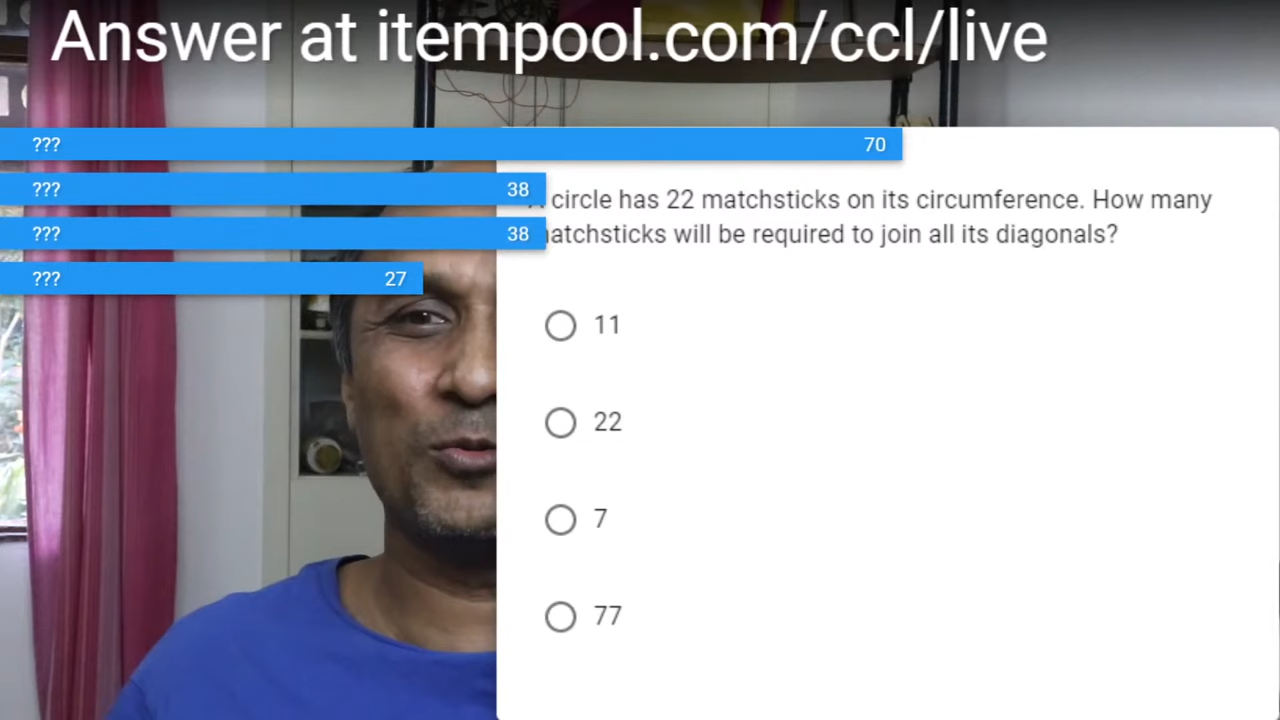 Answer at itempool.com/ccl/live
??? 70
??? 38
??? 38
??? 27
circle has 22 matchsticks on its circumference. How many
matchsticks will be required to join all its diagonals?
11
22
7
77